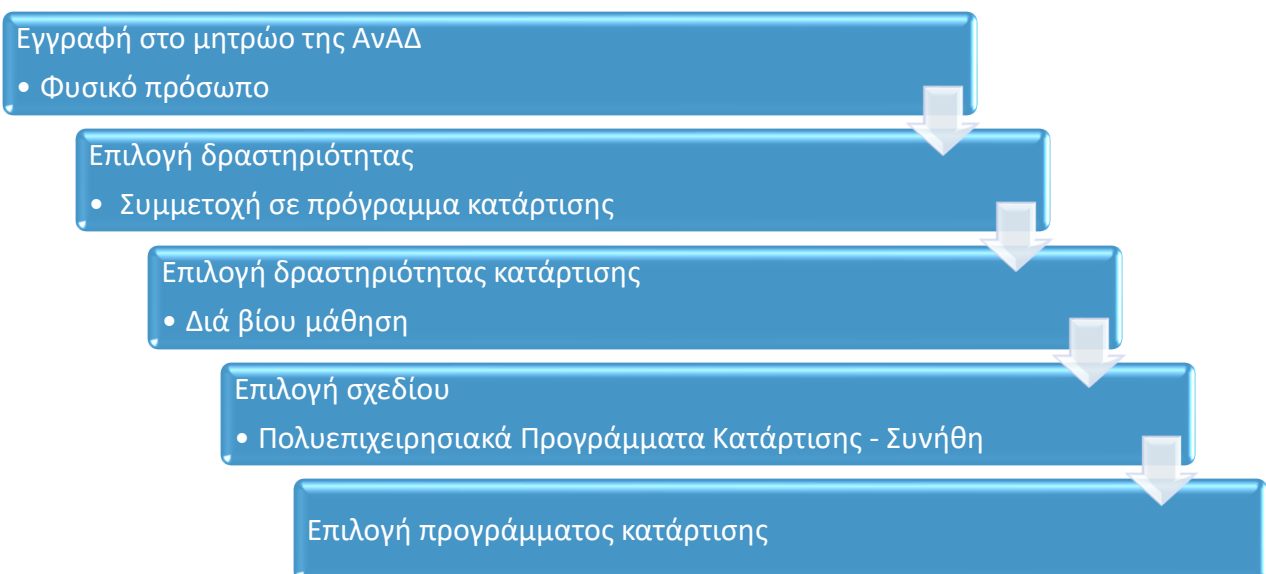 Εγγραφή στο μητρώο της ΑνΑΔ
• Φυσικό πρόσωπο
Επιλογή δραστηριότητας
• Συμμετοχή σε πρόγραμμα κατάρτισης
Επιλογή δραστηριότητας κατάρτισης
• Διά βίου μάθηση
Επιλογή σχεδίου
• Πολυεπιχειρησιακά Προγράμματα Κατάρτισης - Συνήθη
Επιλογή προγράμματος κατάρτισης